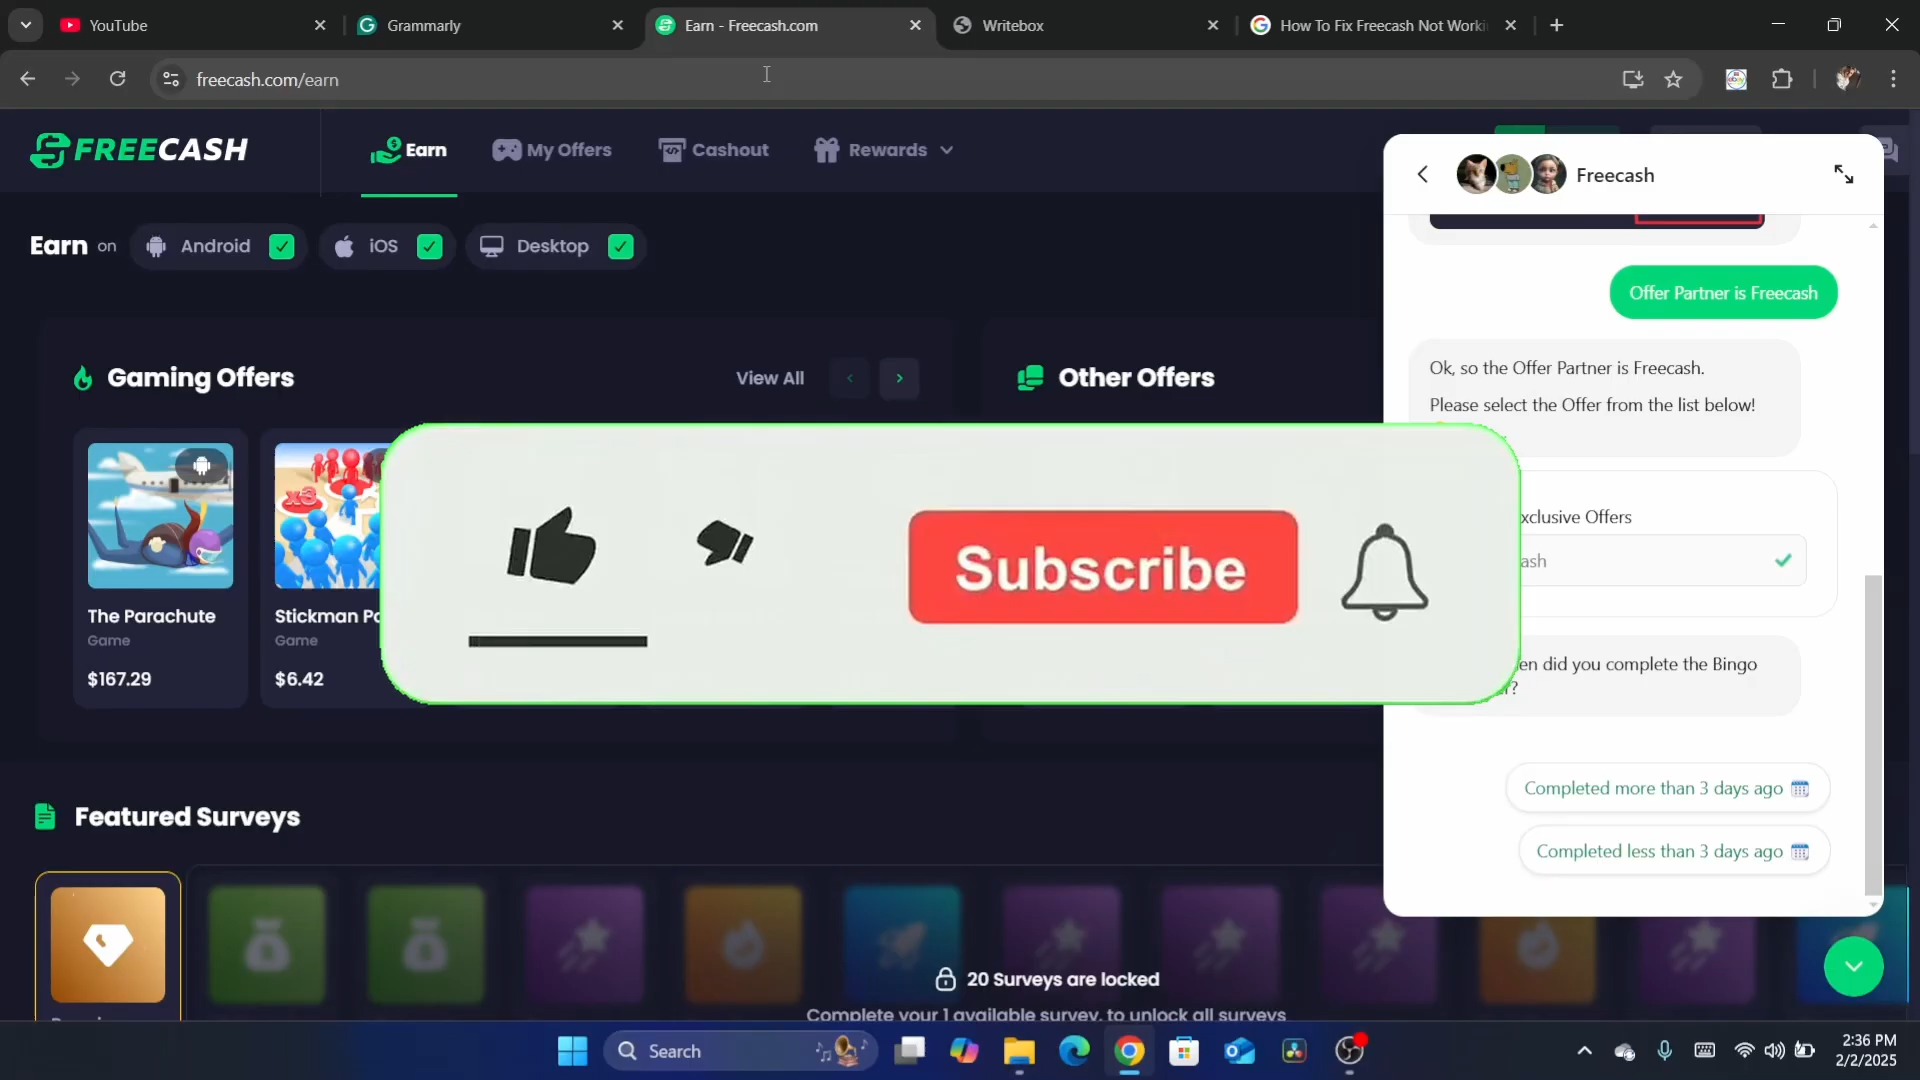 YouTube
Grammarly
Earn - Freecash.com
Writebox
How To Fix Freecash Not Worki
freecash.com/earn
FREECASH
Earn
My Offers
Cashout
Rewards
Freecash
Earn on
Android
iOS
Desktop
Offer Partner is Freecash
Ok, so the Offer Partner is Freecash.
Please select the Offer from the list below!
Gaming Offers
View All
Other Offers
Subscribe
xclusive Offers
ash
The Parachute
Game
$167.29
Stickman Pa
Game
$6.42
x3
en did you complete the Bingo
r?
Completed more than 3 days ago
Completed less than 3 days ago
Featured Surveys
20 Surveys are locked
Complete your 1 available survey, to unlock all surveys
Search
2:36 PM
2/2/2025